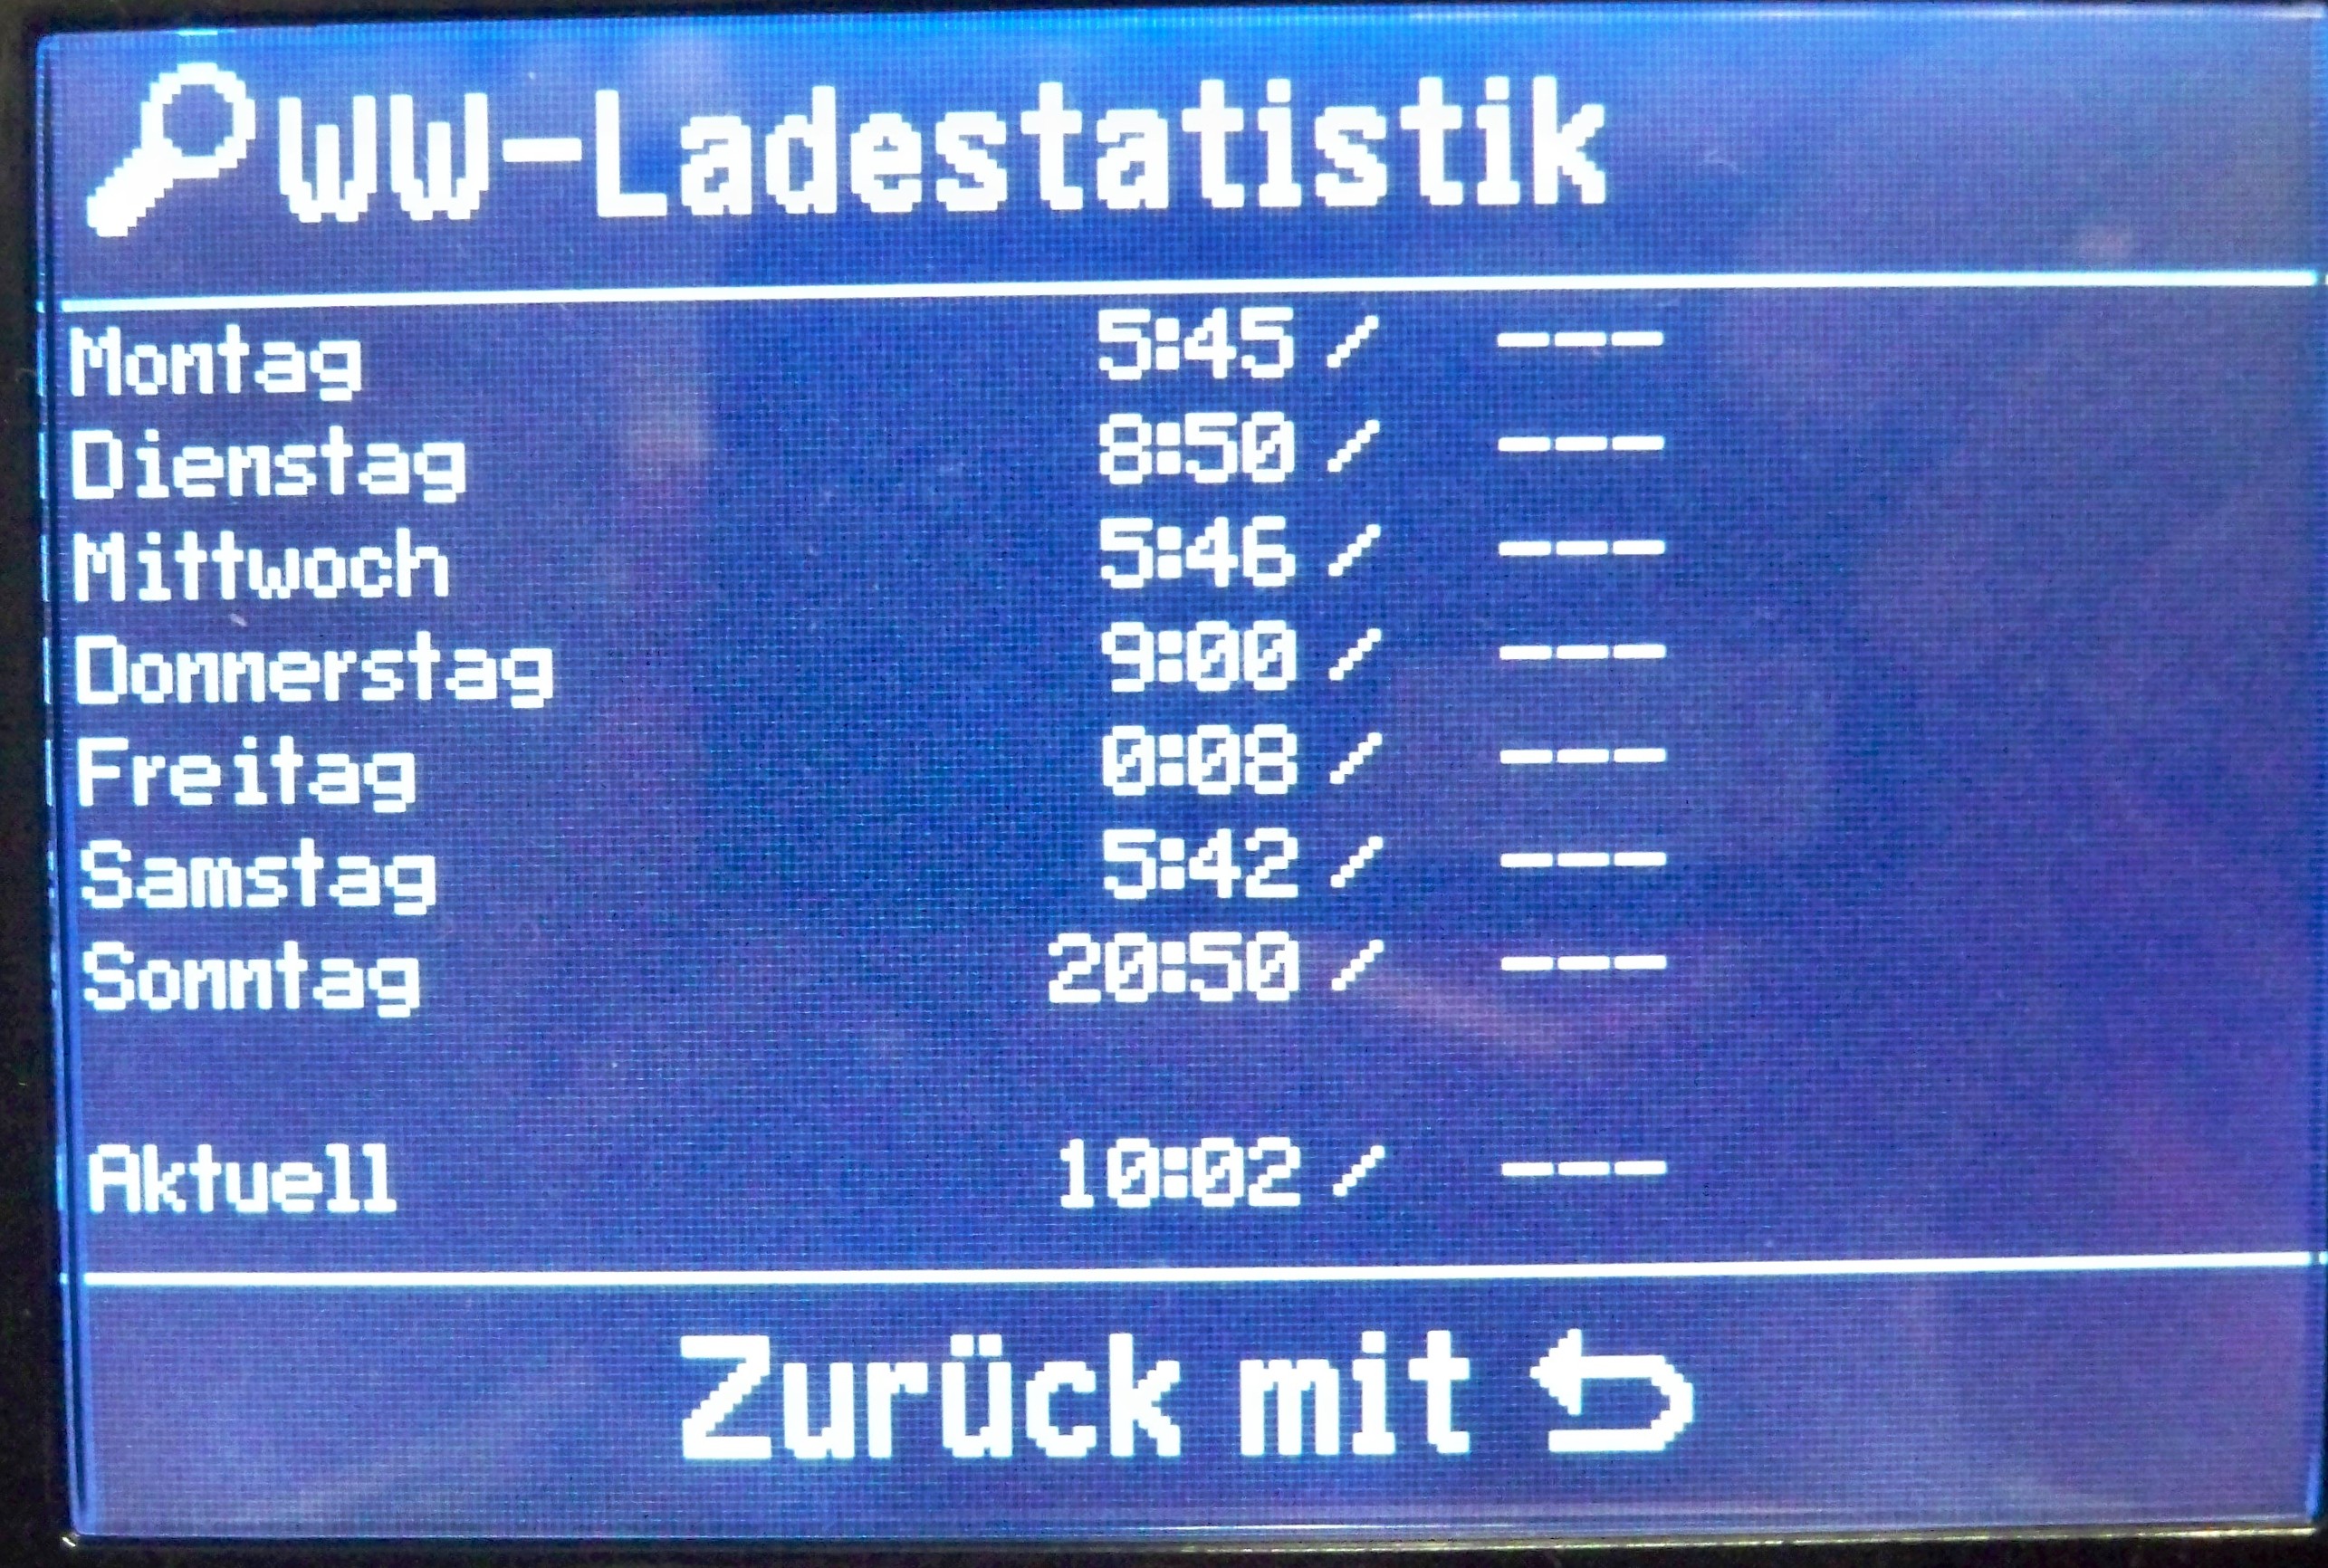 WW-Ladestatistik
Montag 5:45 / ---
Dienstag 8:50 / ---
Mittwoch 5:46 / ---
Donnerstag 9:00 / ---
Freitag 0:08 / ---
Samstag 5:42 / ---
Sonntag 20:50 / ---
Aktuell 10:02 / ---
Zurück mit